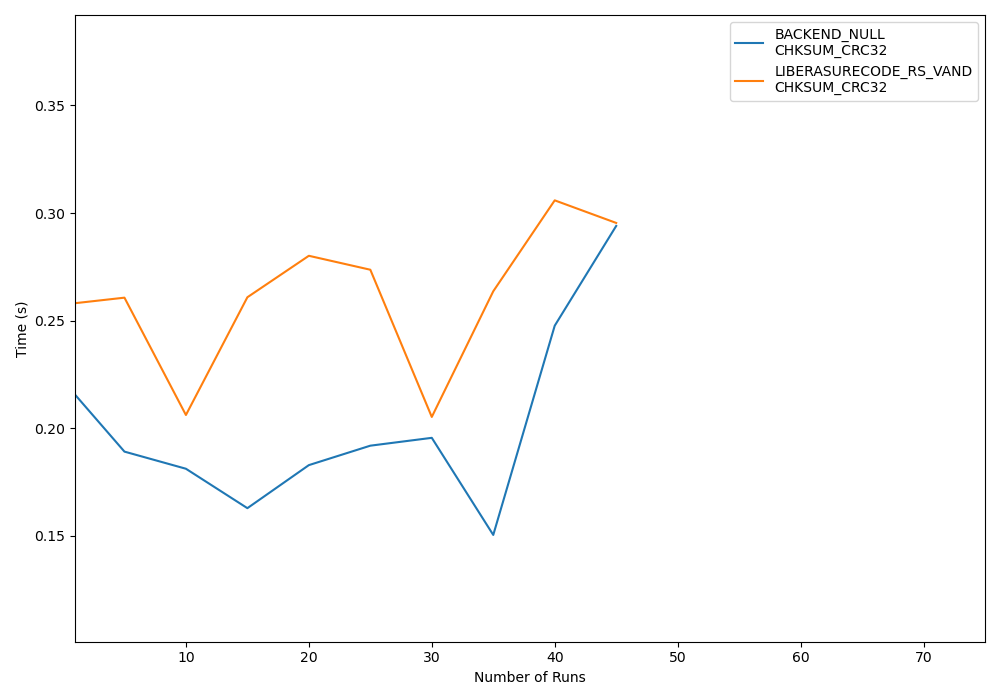 BACKEND_NULL
CHKSUM_CRC32
LIBERASURECODE_RS_VAND
CHKSUM_CRC32
0.35
0.30
0.25
0.20
0.15
Time (s)
10 20 30 40 50 60 70
Number of Runs